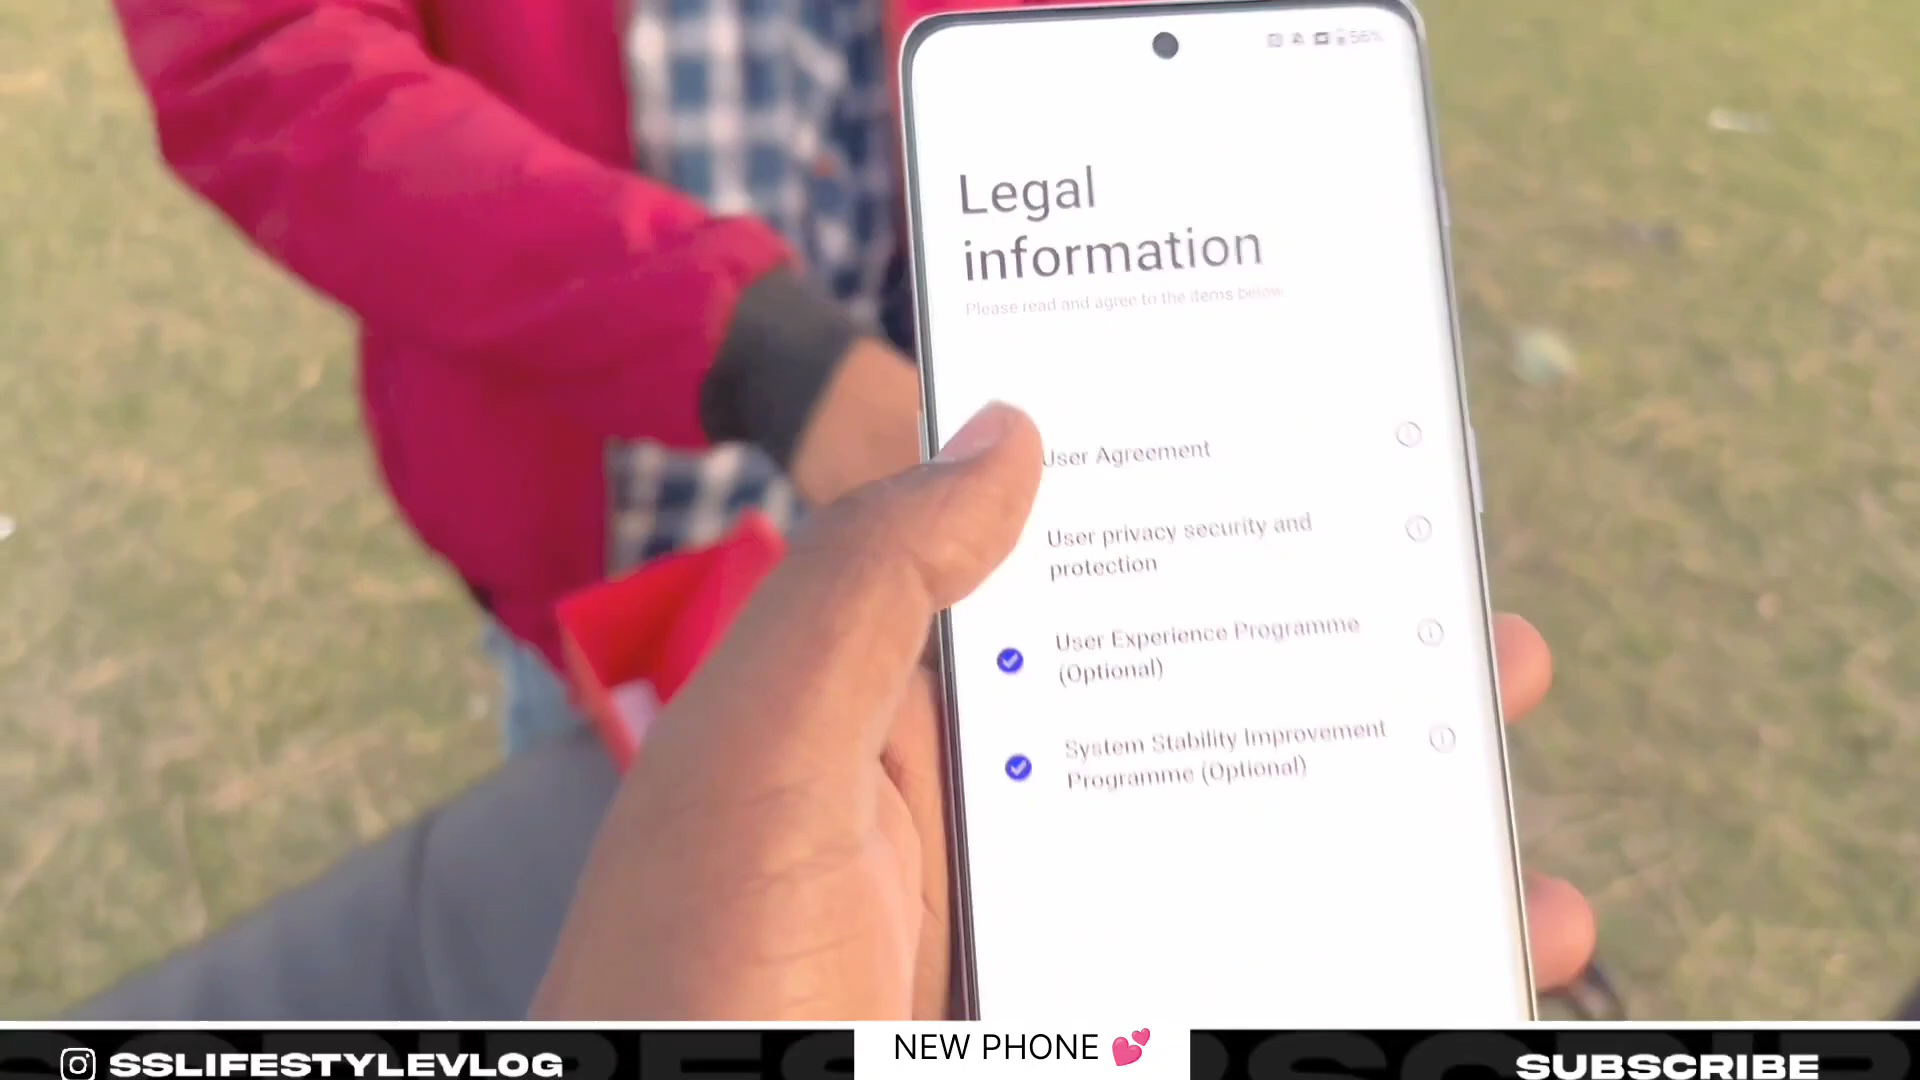 56%
Legal
information
Please read and agree to the items below
User Agreement
User privacy security and
protection
User Experience Programme
(Optional)
System Stability Improvement
Programme (Optional)
SSLIFESTYLEVLOG
NEW PHONE 💕
SUBSCRIBE